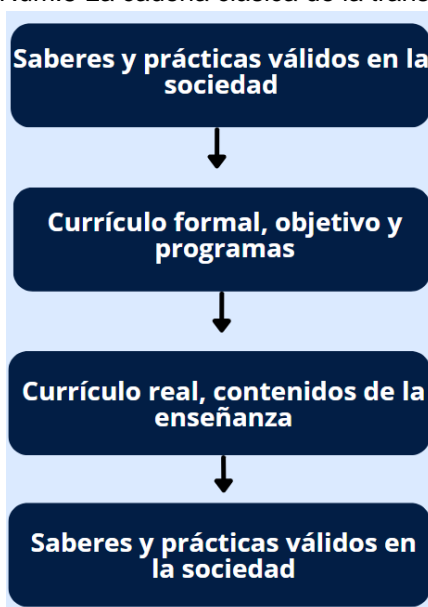 La cadena clásica de la trans
Saberes y prácticas válidos en la
sociedad
Currículo formal, objetivo y
programas
Currículo real, contenidos de la
enseñanza
Saberes y prácticas válidos en
la sociedad